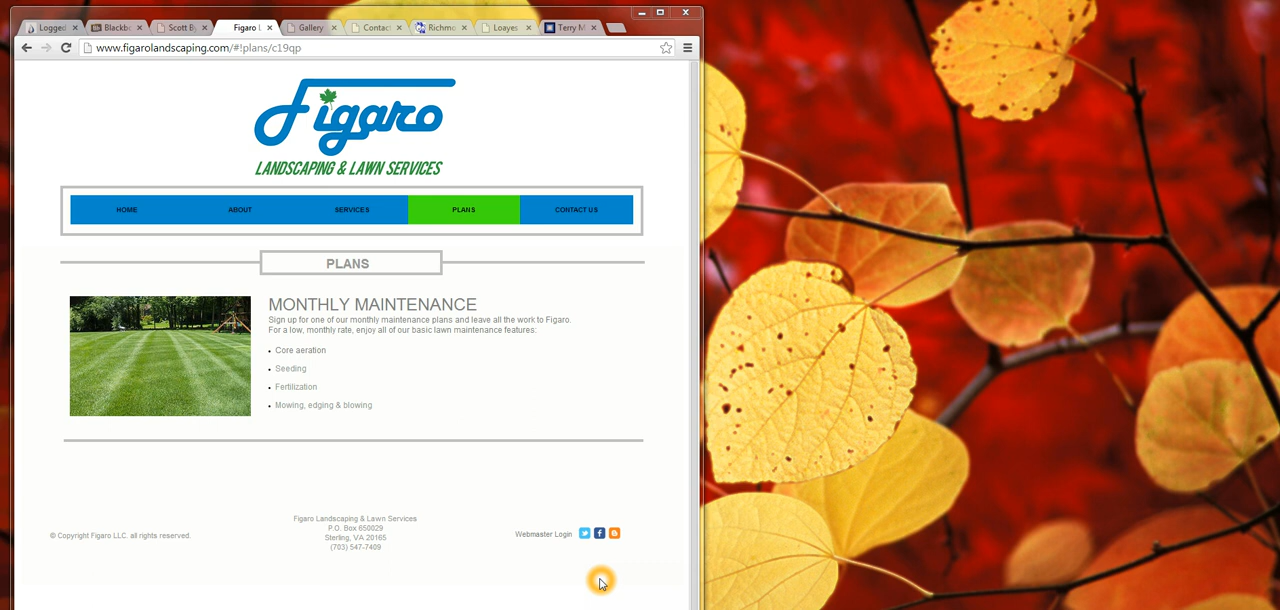 Logged
Blackbo
Scott By
Figaro L
Gallery
Contact
Richmo
Loayes
Terry M
www.figarolandscaping.com/#!plans/c19qp
Figaro
LANDSCAPING & LAWN SERVICES
HOME ABOUT SERVICES PLANS CONTACT US
PLANS
MONTHLY MAINTENANCE
Sign up for one of our monthly maintenance plans and leave all the work to Figaro.
For a low, monthly rate, enjoy all of our basic lawn maintenance features:
• Core aeration
• Seeding
• Fertilization
• Mowing, edging & blowing
Figaro Landscaping & Lawn Services
P.O. Box 650029
Sterling, VA 20165
(703) 547-7409
© Copyright Figaro LLC. all rights reserved.
Webmaster Login